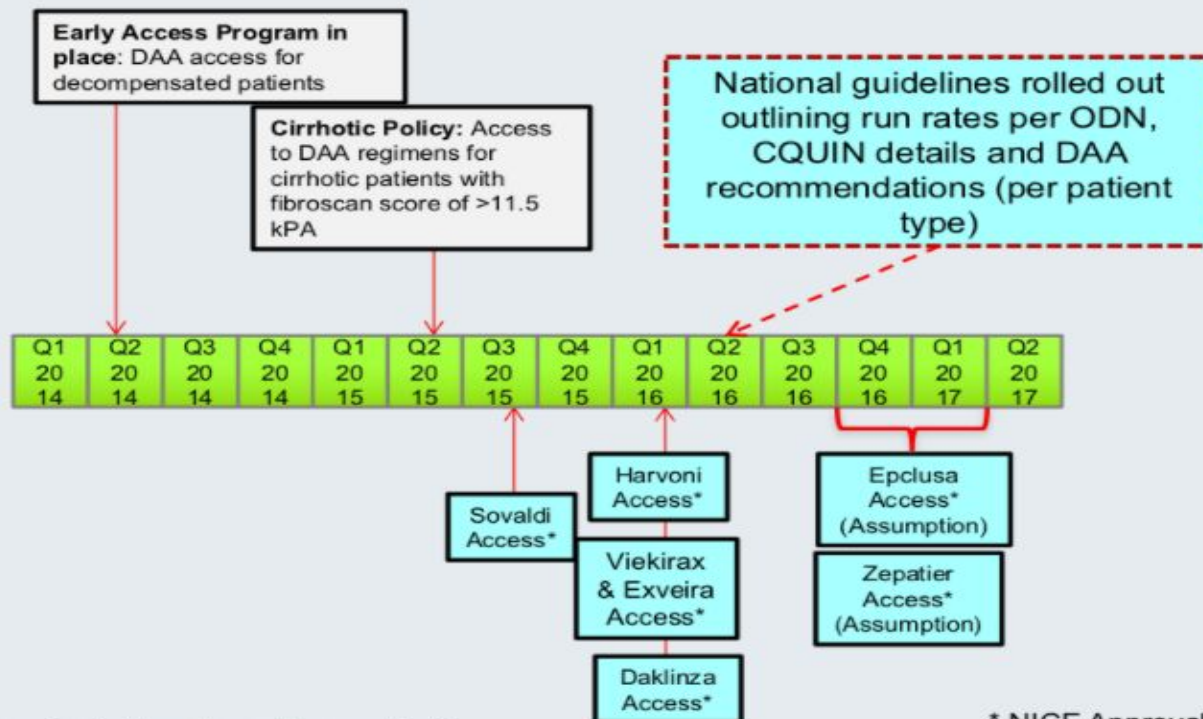 Early Access Program in
place: DAA access for
decompensated patients
Cirrhotic Policy: Access
to DAA regimens for
cirrhotic patients with
fibroscan score of >11.5
kPA
National guidelines rolled out
outlining run rates per ODN,
CQUIN details and DAA
recommendations (per patient
type)
Q1 Q2 Q3 Q4 Q1 Q2 Q3 Q4 Q1 Q2 Q3 Q4 Q1 Q2
20 20 20 20 20 20 20 20 20 20 20 20 20 20
14 14 14 14 15 15 15 15 16 16 16 16 17 17
Sovaldi
Access*
Harvoni
Access*
Viekirax
& Exveira
Access*
Daklinza
Access*
Epclusa
Access*
(Assumption)
Zepatier
Access*
(Assumption)
* NICE Approval